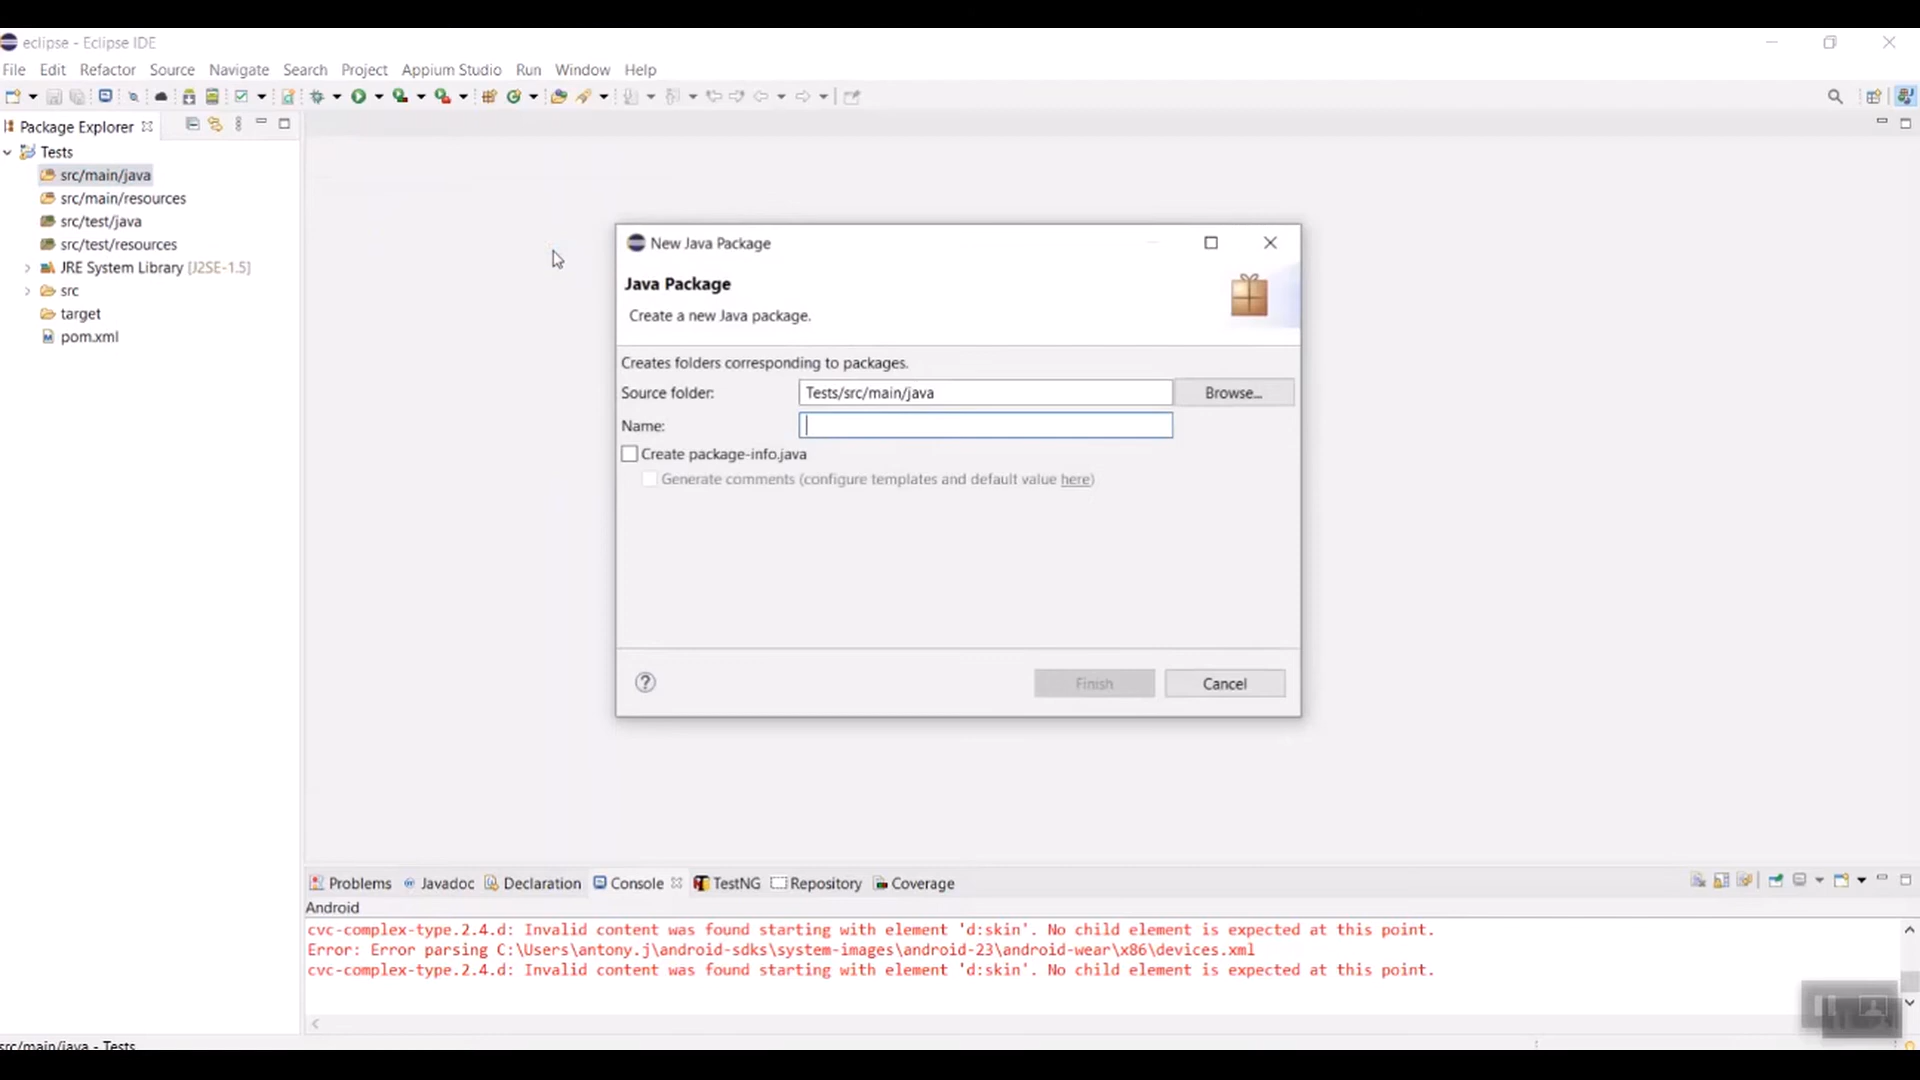 eclipse - Eclipse IDE
File Edit Refactor Source Navigate Search Project Appium Studio Run Window Help
Package Explorer
Tests
src/main/java
src/main/resources
src/test/java
src/test/resources
JRE System Library [J2SE-1.5]
src
target
pom.xml
New Java Package
Java Package
Create a new Java package.
Creates folders corresponding to packages.
Source folder: Tests/src/main/java Browse...
Name:
Create package-info.java
Generate comments (configure templates and default value here)
Finish Cancel
Problems Javadoc Declaration Console TestNG Repository Coverage
Android
cvc-complex-type.2.4.d: Invalid content was found starting with element 'd:skin'. No child element is expected at this point.
Error: Error parsing C:\Users\antony.j\android-sdks\system-images\android-23\android-wear\x86\devices.xml
cvc-complex-type.2.4.d: Invalid content was found starting with element 'd:skin'. No child element is expected at this point.
src/main/java - Tests